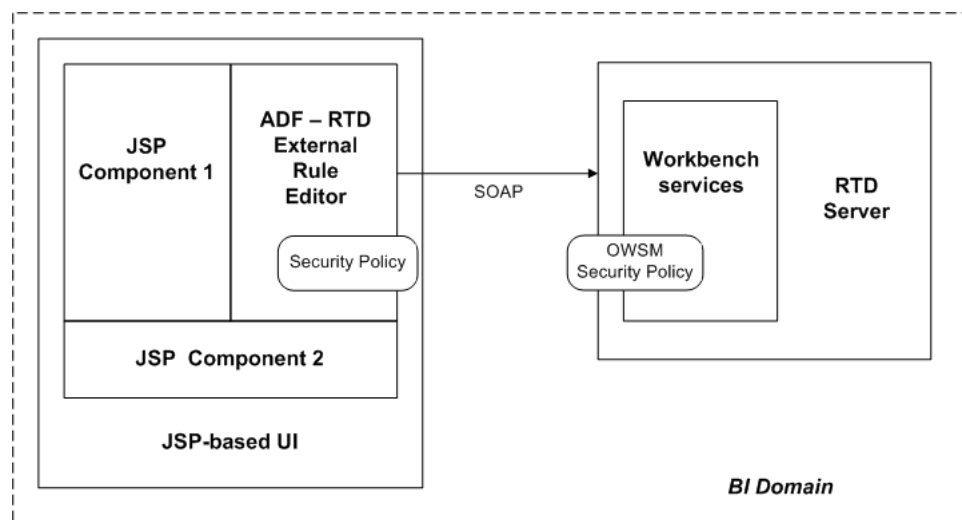 JSP
Component 1
ADF – RTD
External
Rule
Editor
Security Policy
JSP Component 2
JSP-based UI
SOAP
Workbench
services
OWSM
Security Policy
RTD
Server
BI Domain